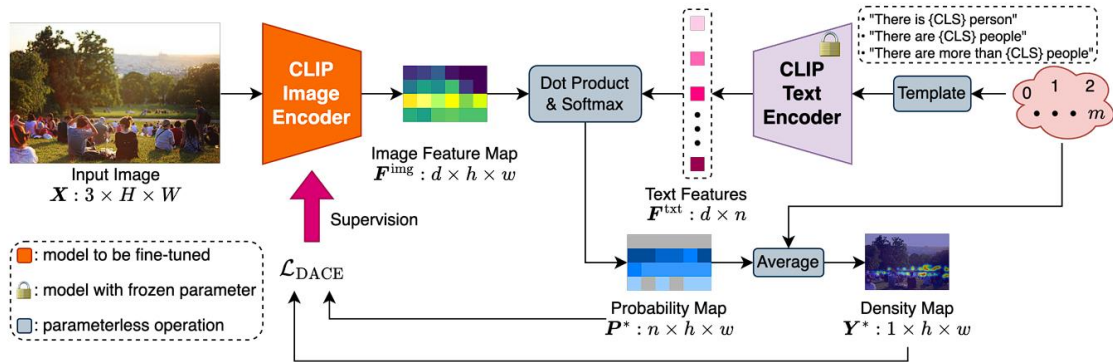 Input Image
X : 3 × H × W
CLIP
Image
Encoder
Image Feature Map
F^img : d × h × w
Dot Product
& Softmax
Text Features
F^txt : d × n
CLIP
Text
Encoder
Template
• "There is {CLS} person"
• "There are {CLS} people"
• "There are more than {CLS} people"
0 1 2
• • • m
Supervision
ℒ_DACE
Probability Map
P* : n × h × w
Average
Density Map
Y* : 1 × h × w
: model to be fine-tuned
: model with frozen parameter
: parameterless operation